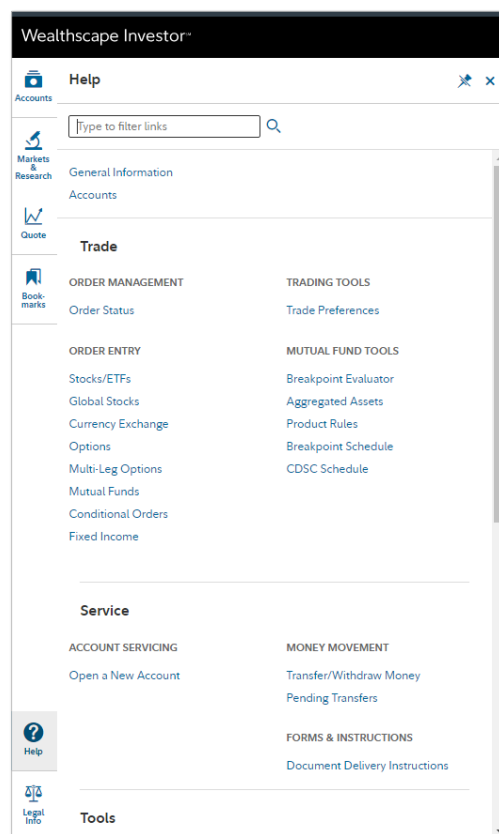 Wealthscape Investor℠
Accounts
Markets
&
Research
Quote
Book-
marks
Help
Legal
Info
Help
Type to filter links
General Information
Accounts
Trade
ORDER MANAGEMENT
Order Status
TRADING TOOLS
Trade Preferences
ORDER ENTRY
Stocks/ETFs
Global Stocks
Currency Exchange
Options
Multi-Leg Options
Mutual Funds
Conditional Orders
Fixed Income
MUTUAL FUND TOOLS
Breakpoint Evaluator
Aggregated Assets
Product Rules
Breakpoint Schedule
CDSC Schedule
Service
ACCOUNT SERVICING
Open a New Account
MONEY MOVEMENT
Transfer/Withdraw Money
Pending Transfers
FORMS & INSTRUCTIONS
Document Delivery Instructions
Tools